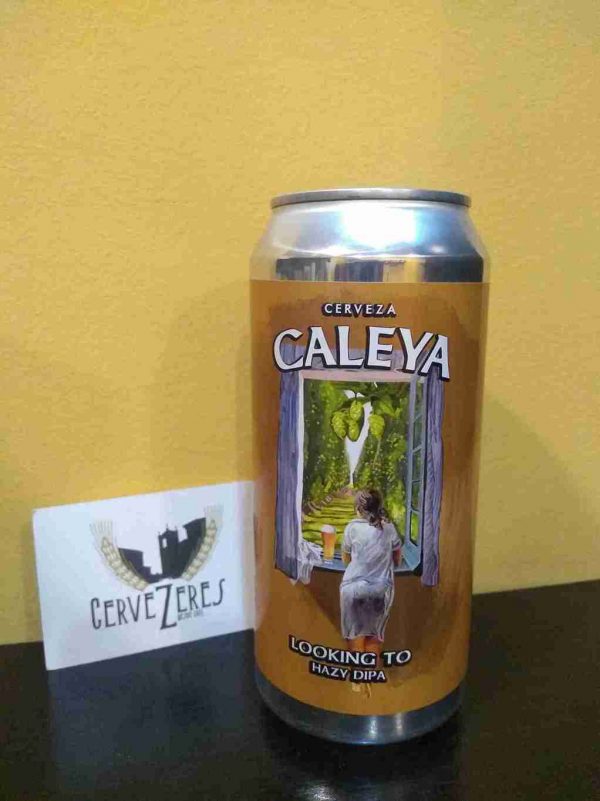 CERVEZA
CALEYA
LOOKING TO
HAZY DIPA
CERVEZERES